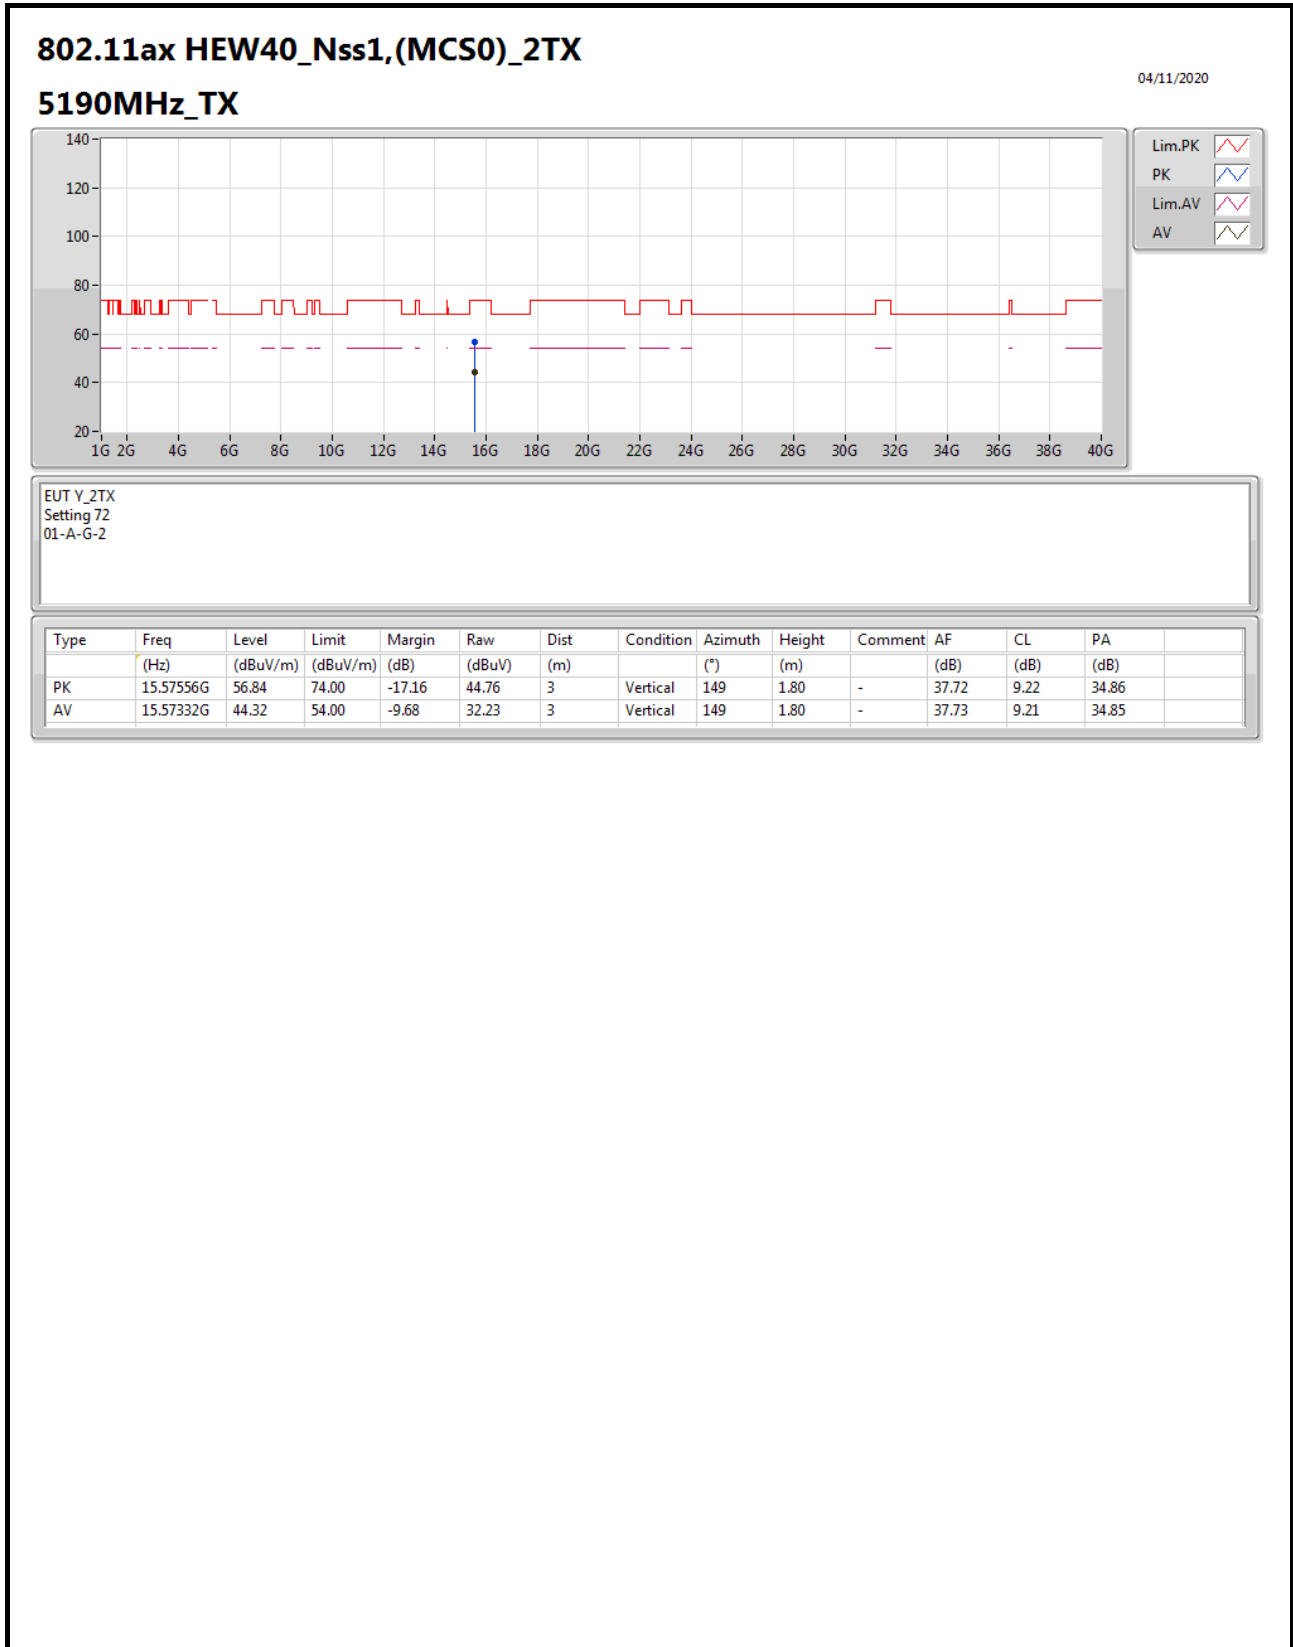 802.11ax HEW40_Nss1,(MCS0)_2TX
04/11/2020
5190MHz_TX
140
120
100
80
60
40
20
1G 2G 4G 6G 8G 10G 12G 14G 16G 18G 20G 22G 24G 26G 28G 30G 32G 34G 36G 38G 40G
Lim.PK
PK
Lim.AV
AV
EUT Y_2TX
Setting 72
01-A-G-2
Type Freq Level Limit Margin Raw Dist Condition Azimuth Height Comment AF CL PA
(Hz) (dBuV/m) (dBuV/m) (dB) (dBuV) (m) (°) (m) (dB) (dB) (dB)
PK 15.57556G 56.84 74.00 -17.16 44.76 3 Vertical 149 1.80 - 37.72 9.22 34.86
AV 15.57332G 44.32 54.00 -9.68 32.23 3 Vertical 149 1.80 - 37.73 9.21 34.85